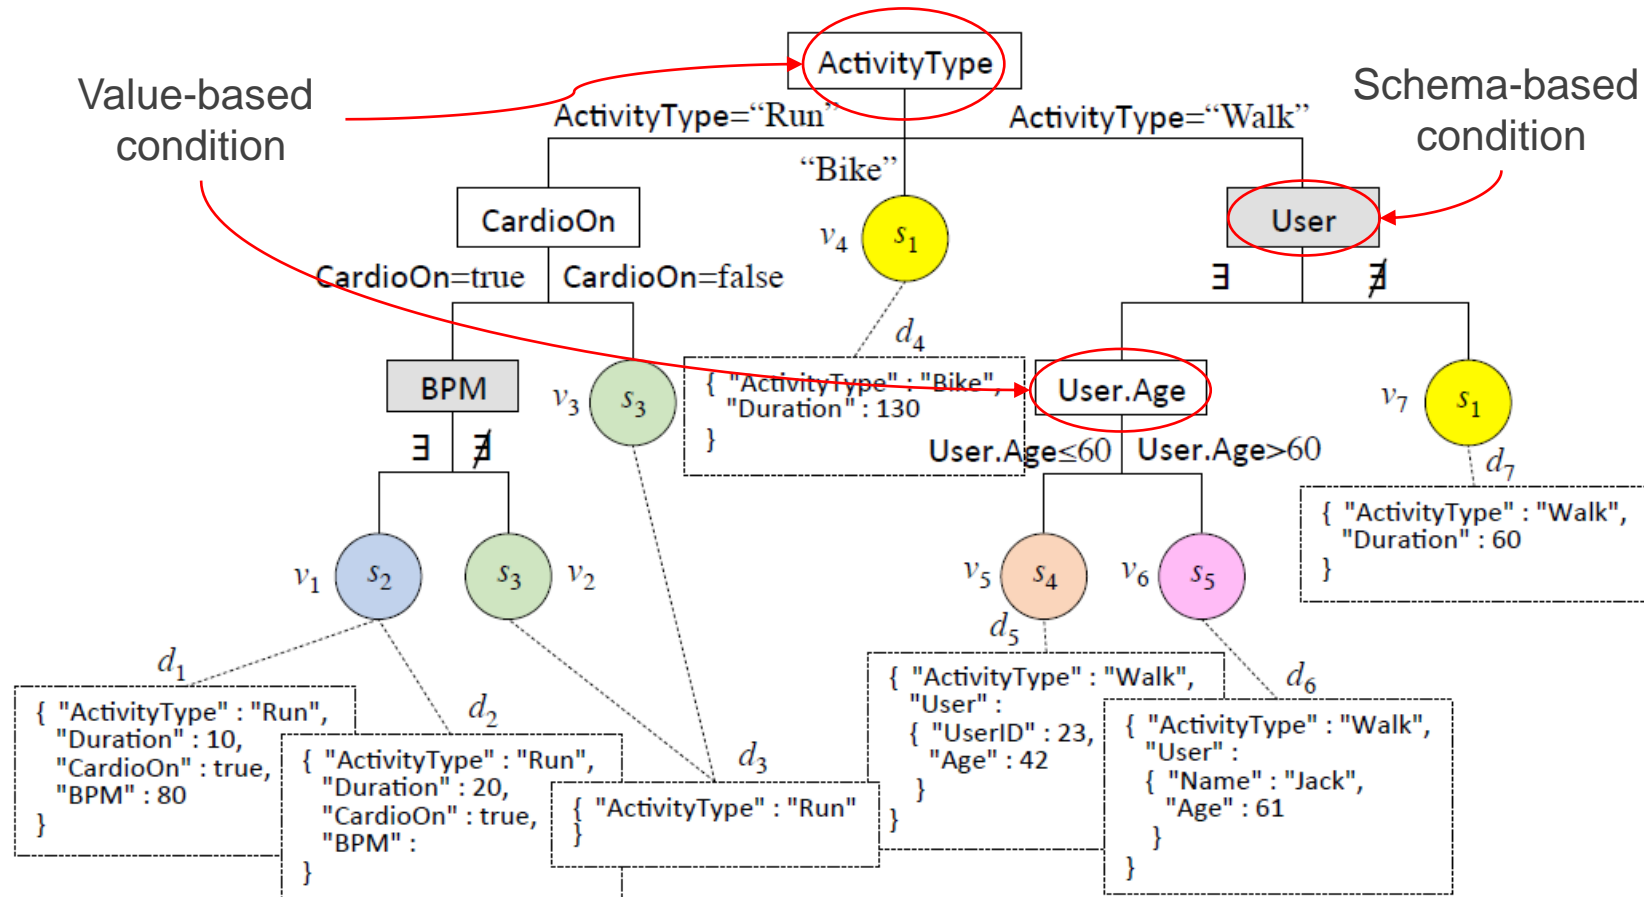 Value-based
condition
ActivityType
Schema-based
condition
ActivityType=“Run”
ActivityType=“Walk”
“Bike”
CardioOn
v4
s1
User
CardioOn=true
CardioOn=false
∃
∄
d4
BPM
v3
s3
{ "ActivityType" : "Bike",
"Duration" : 130
}
User.Age
v7
s1
∃
∄
User.Age≤60
User.Age>60
d7
{ "ActivityType" : "Walk",
"Duration" : 60
}
v1
s2
s3
v2
v5
s4
v6
s5
d1
{ "ActivityType" : "Run",
"Duration" : 10,
"CardioOn" : true,
"BPM" : 80
}
d2
{ "ActivityType" : "Run",
"Duration" : 20,
"CardioOn" : true,
"BPM" :
}
d3
{ "ActivityType" : "Run"
}
d5
{ "ActivityType" : "Walk",
"User" :
{ "UserID" : 23,
"Age" : 42
}
}
d6
{ "ActivityType" : "Walk",
"User" :
{ "Name" : "Jack",
"Age" : 61
}
}